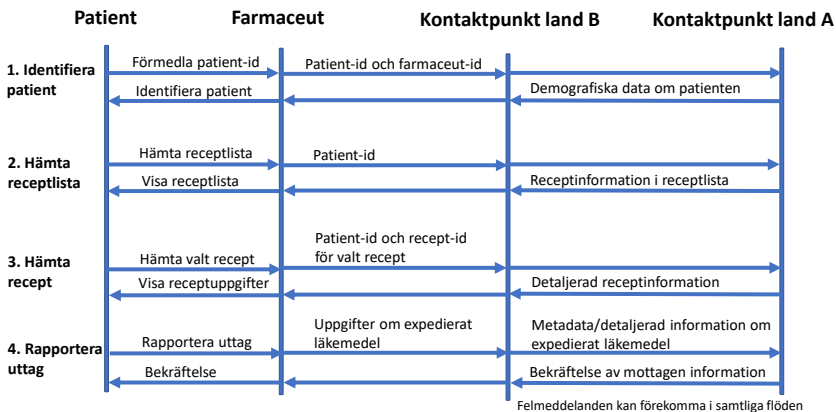 Patient
Farmaceut
Kontaktpunkt land B
Kontaktpunkt land A
1. Identifiera
patient
Förmedla patient-id
Patient-id och farmaceut-id
Identifiera patient
Demografiska data om patienten
2. Hämta
receptlista
Hämta receptlista
Patient-id
Visa receptlista
Receptinformation i receptlista
3. Hämta
recept
Hämta valt recept
Patient-id och recept-id
för valt recept
Visa receptuppgifter
Detaljerad receptinformation
4. Rapportera
uttag
Rapportera uttag
Uppgifter om expedierat
läkemedel
Metadata/detaljerad information om
expedierat läkemedel
Bekräftelse
Bekräftelse av mottagen information
Felmeddelanden kan förekomma i samtliga flöden